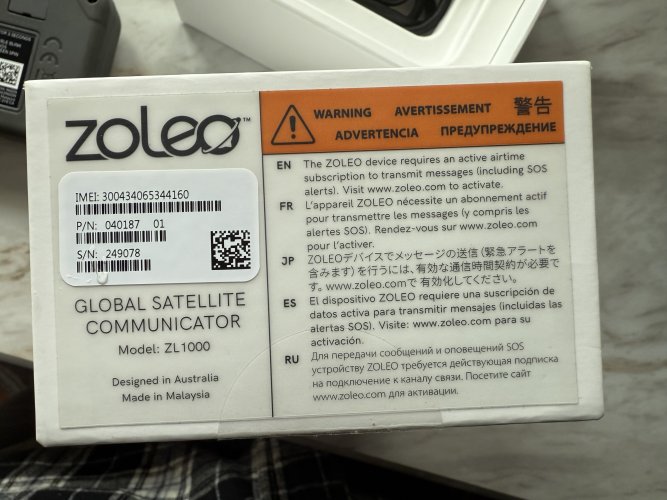 zoleo™
IMEI: 300434065344160
P/N: 040187 01
S/N: 249078
GLOBAL SATELLITE
COMMUNICATOR
Model: ZL1000
Designed in Australia
Made in Malaysia
WARNING AVERTISSEMENT 警告
ADVERTENCIA ПРЕДУПРЕЖДЕНИЕ
EN The ZOLEO device requires an active airtime
subscription to transmit messages (including SOS
alerts). Visit www.zoleo.com to activate.
FR L'appareil ZOLEO nécessite un abonnement actif
pour transmettre les messages (y compris les
alertes SOS). Rendez-vous sur www.zoleo.com
pour l'activer.
JP ZOLEOデバイスでメッセージの送信（緊急アラートを
含みます）を行うには、有効な通信時間契約が必要で
す。www.zoleo.comで 有効化してください。
ES El dispositivo ZOLEO requiere una suscripción de
datos activa para transmitir mensajes (incluidas las
alertas SOS). Visite: www.zoleo.com para su
activación.
RU Для передачи сообщений и оповещений SOS
устройству ZOLEO требуется действующая подписка
на подключение к каналу связи. Посетите сайт
www.zoleo.com для активации.